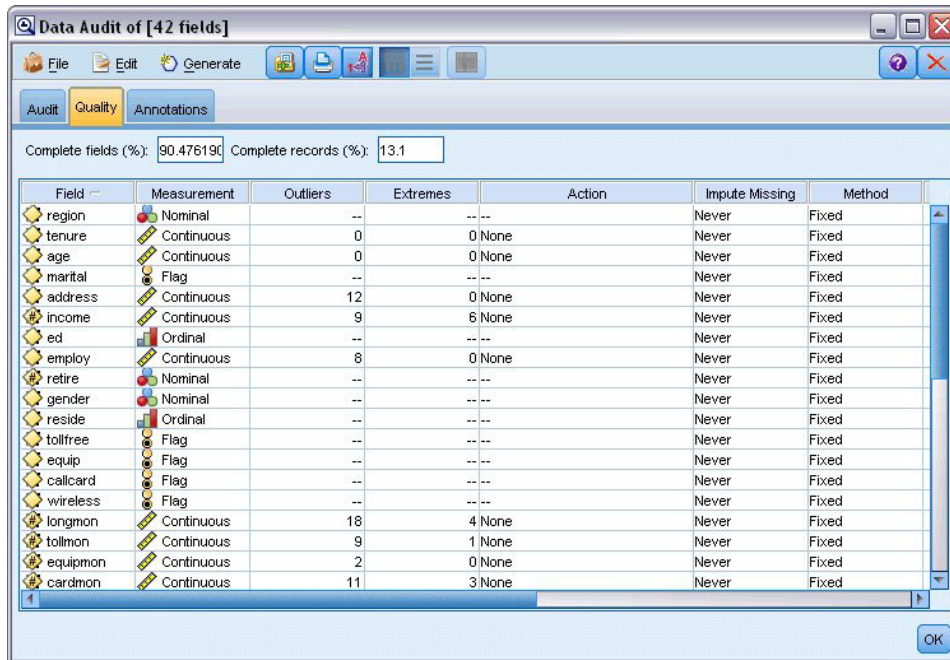 Data Audit of [42 fields]
File Edit Generate
Audit Quality Annotations
Complete fields (%): 90.476190 Complete records (%): 13.1
Field Measurement Outliers Extremes Action Impute Missing Method
region Nominal -- -- -- Never Fixed
tenure Continuous 0 0 None Never Fixed
age Continuous 0 0 None Never Fixed
marital Flag -- -- -- Never Fixed
address Continuous 12 0 None Never Fixed
income Continuous 9 6 None Never Fixed
ed Ordinal -- -- -- Never Fixed
employ Continuous 8 0 None Never Fixed
retire Nominal -- -- -- Never Fixed
gender Nominal -- -- -- Never Fixed
reside Ordinal -- -- -- Never Fixed
tollfree Flag -- -- -- Never Fixed
equip Flag -- -- -- Never Fixed
callcard Flag -- -- -- Never Fixed
wireless Flag -- -- -- Never Fixed
longmon Continuous 18 4 None Never Fixed
tollmon Continuous 9 1 None Never Fixed
equipmon Continuous 2 0 None Never Fixed
cardmon Continuous 11 3 None Never Fixed
OK